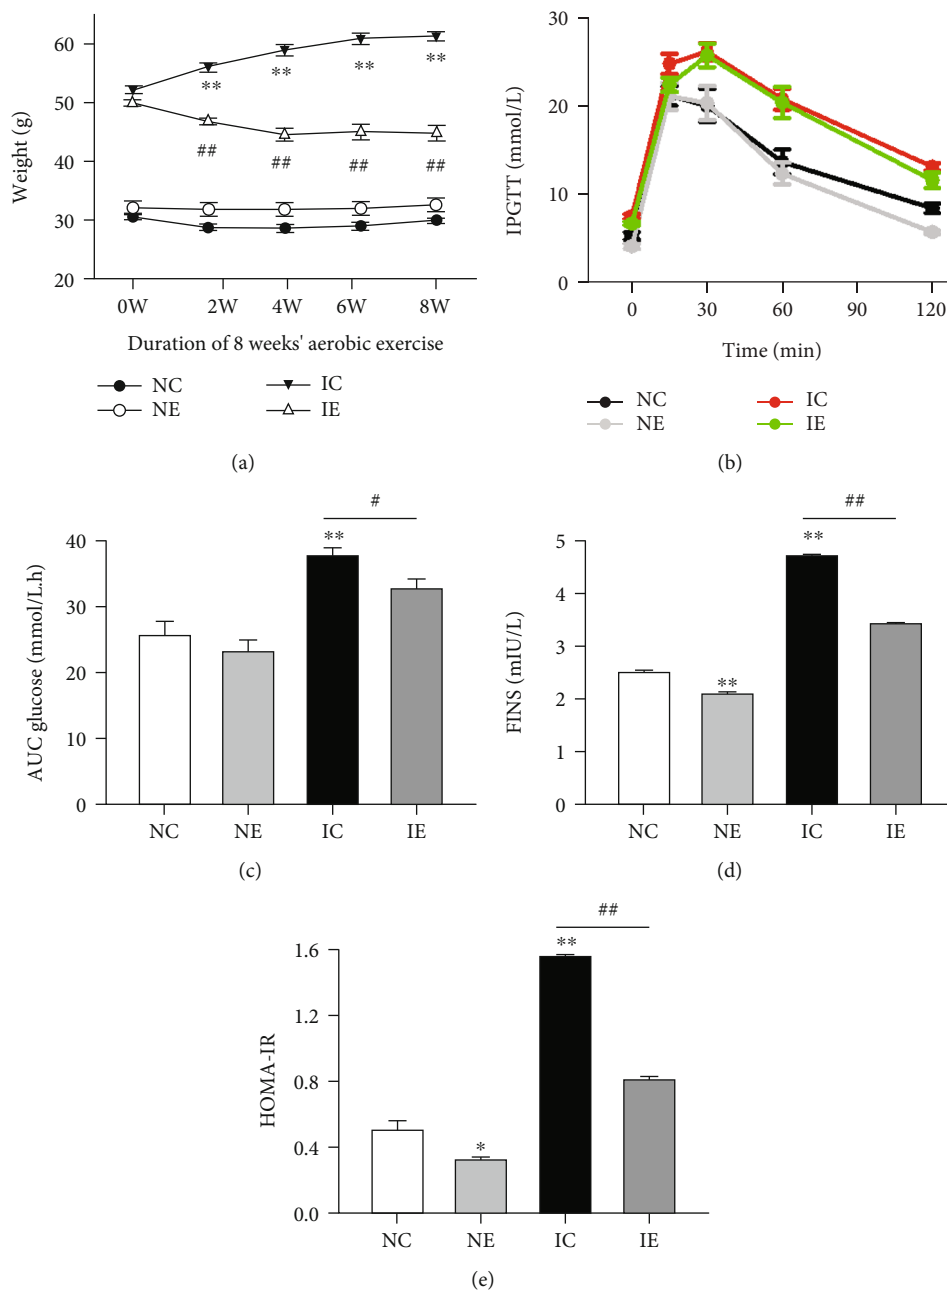 Weight (g)
60
50
40
30
20
**
**
**
**
##
##
##
##
0W 2W 4W 6W 8W
Duration of 8 weeks' aerobic exercise
NC IC
NE IE
(a)
IPGTT (mmol/L)
30
20
10
0
0 30 60 90 120
Time (min)
NC IC
NE IE
(b)
AUC glucose (mmol/L.h)
#
**
40
30
20
10
0
NC NE IC IE
(c)
FINS (mIU/L)
##
**
**
5
4
3
2
1
0
NC NE IC IE
(d)
HOMA-IR
##
**
*
1.6
1.2
0.8
0.4
0.0
NC NE IC IE
(e)